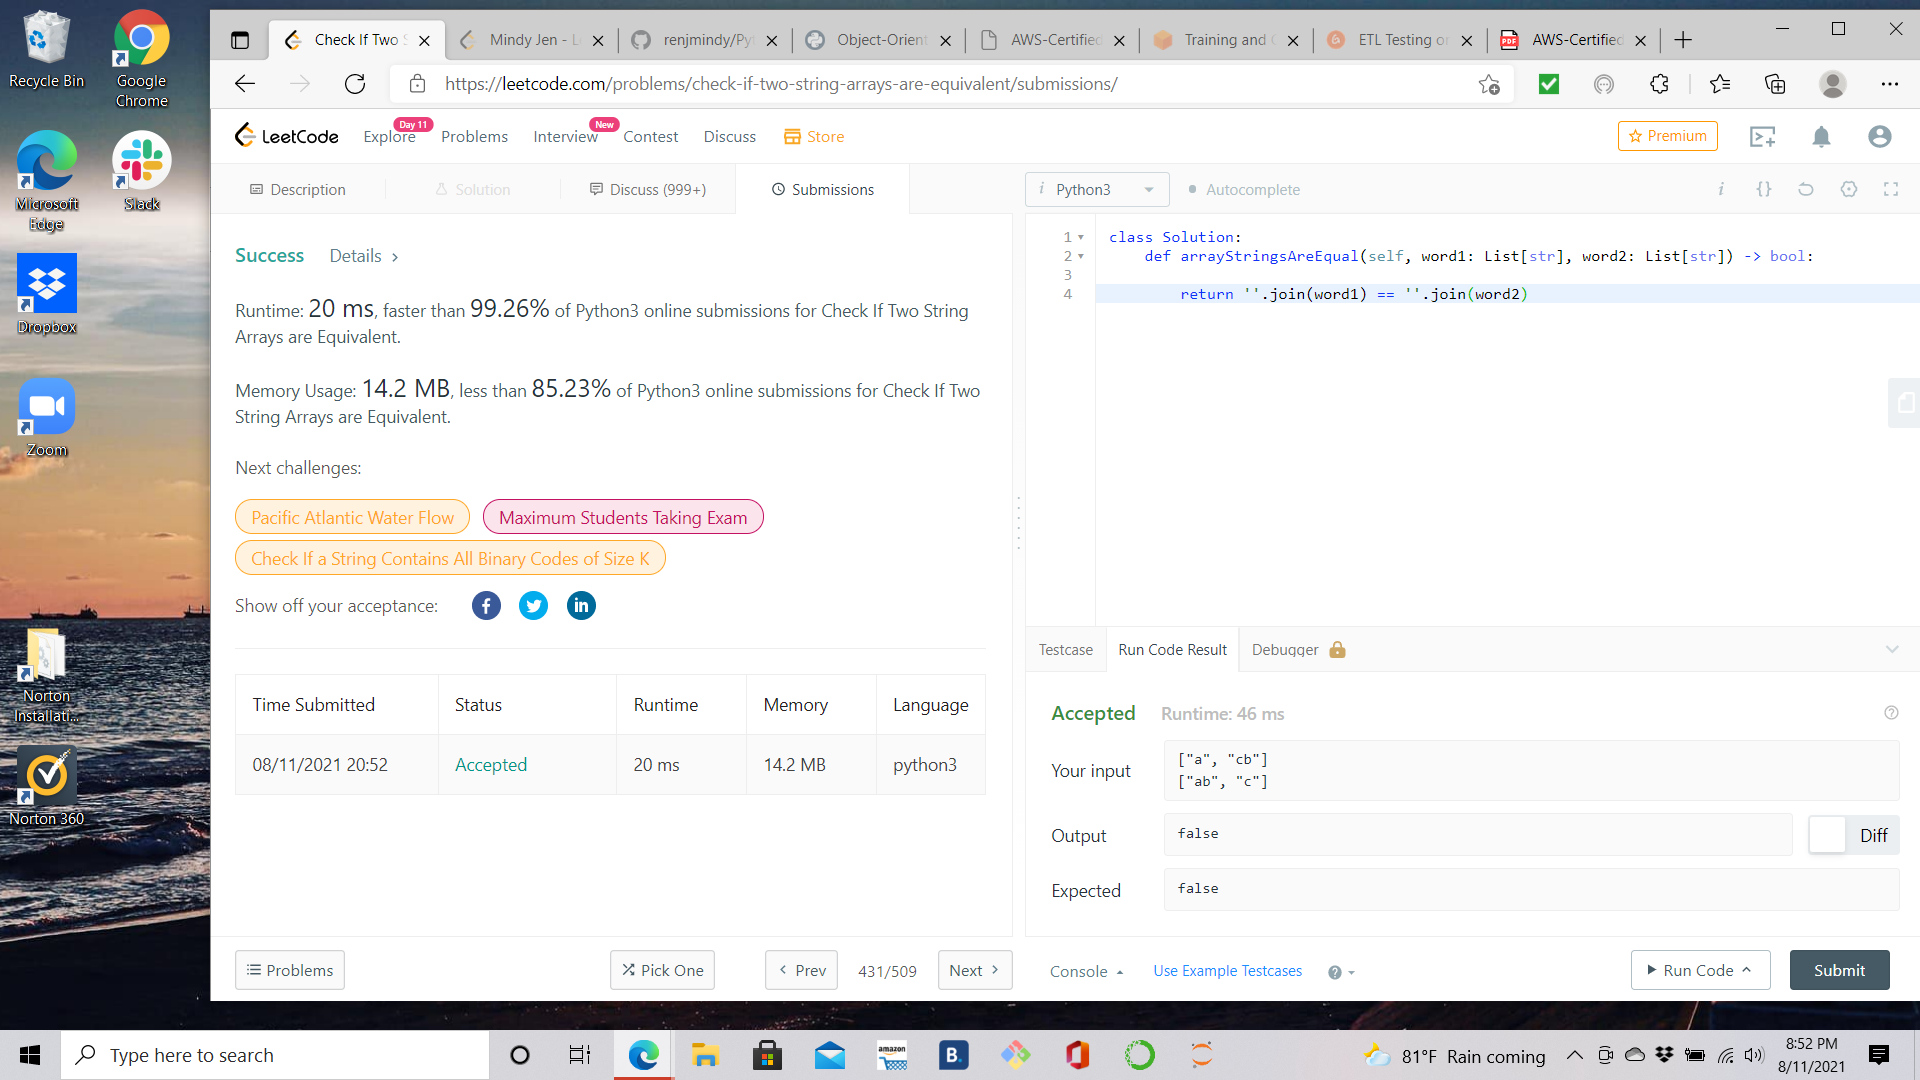 Recycle Bin
Google
Chrome
Microsoft
Edge
Slack
Dropbox
Zoom
Norton
Installati...
Norton 360
Check If Two S
Mindy Jen - L
renjmindy/Pyt
Object-Orient
AWS-Certified
Training and C
ETL Testing or
PDF
AWS-Certified
https://leetcode.com/problems/check-if-two-string-arrays-are-equivalent/submissions/
LeetCode
Explore
Day 11
Problems
Interview
New
Contest
Discuss
Store
Premium
Description
Solution
Discuss (999+)
Submissions
i Python3
Autocomplete
i {}
Success
Details >
Runtime: 20 ms, faster than 99.26% of Python3 online submissions for Check If Two String
Arrays are Equivalent.
Memory Usage: 14.2 MB, less than 85.23% of Python3 online submissions for Check If Two
String Arrays are Equivalent.
Next challenges:
Pacific Atlantic Water Flow
Maximum Students Taking Exam
Check If a String Contains All Binary Codes of Size K
Show off your acceptance:
f
in
Time Submitted
Status
Runtime
Memory
Language
08/11/2021 20:52
Accepted
20 ms
14.2 MB
python3
1 class Solution:
2 def arrayStringsAreEqual(self, word1: List[str], word2: List[str]) -> bool:
3
4 return ''.join(word1) == ''.join(word2)
Testcase
Run Code Result
Debugger
Accepted
Runtime: 46 ms
?
Your input
["a", "cb"]
["ab", "c"]
Output
false
Diff
Expected
false
Problems
Pick One
< Prev
431/509
Next >
Console
Use Example Testcases
?
Run Code
Submit
Type here to search
amazon
B.
81°F Rain coming
8:52 PM
8/11/2021